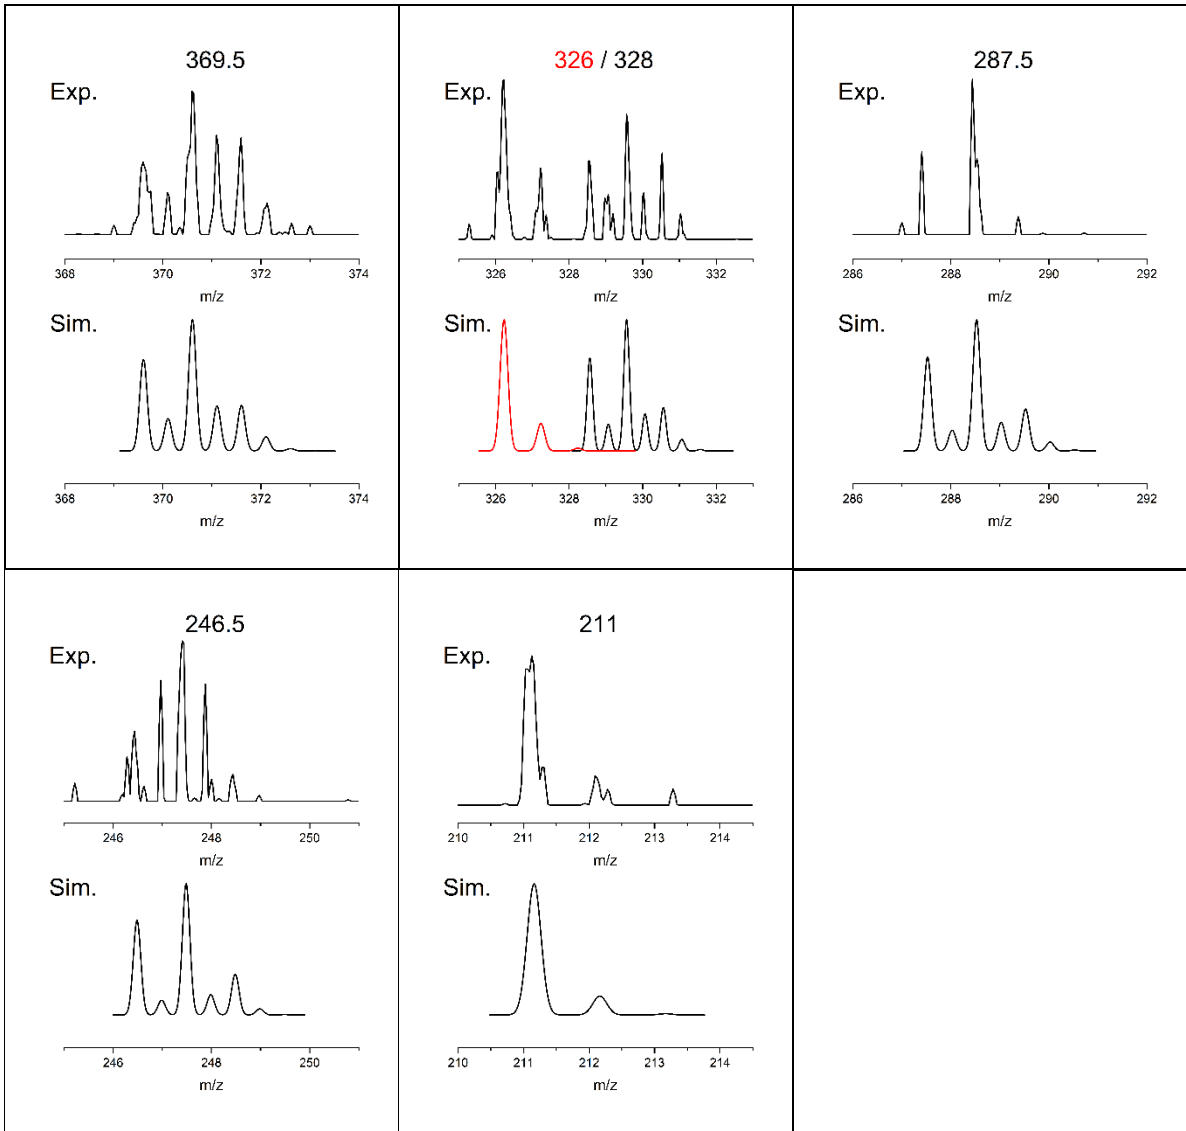 369.5
Exp.
368 370 372 374
m/z
Sim.
368 370 372 374
m/z
326 / 328
Exp.
326 328 330 332
m/z
Sim.
326 328 330 332
m/z
287.5
Exp.
286 288 290 292
m/z
Sim.
286 288 290 292
m/z
246.5
Exp.
246 248 250
m/z
Sim.
246 248 250
m/z
211
Exp.
210 211 212 213 214
m/z
Sim.
210 211 212 213 214
m/z